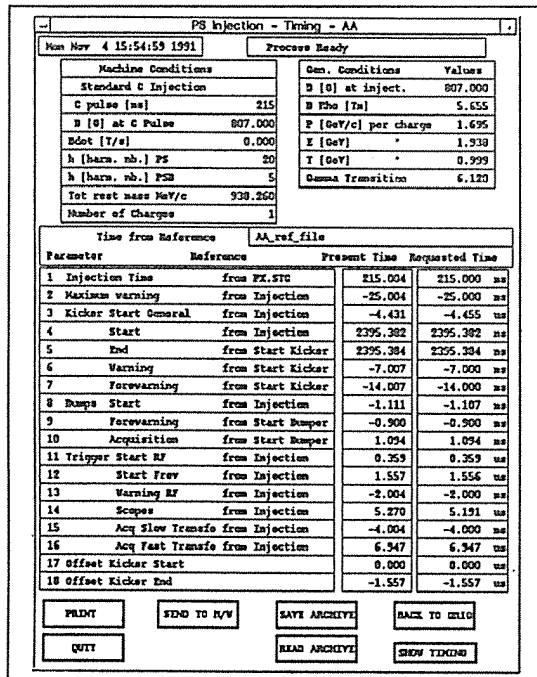 PS Injection - Timing - AA
Mon Nov 4 15:54:59 1991
Process Ready
Machine Conditions
Standard C Injection
C pulse [ms] 215
B [G] at C Pulse 807.000
Bdot [T/s] 0.000
h [harm. nb.] PS 20
h [harm. nb.] PSB 5
Tot rest mass MeV/c 938.260
Number of Charges 1
Gen. Conditions Values
B [G] at inject. 807.000
B Rho [Tm] 5.655
P [GeV/c] per charge 1.695
E [GeV] " 1.938
T [GeV] " 0.999
Gamma Transition 6.120
Time from Reference AA_ref_file
Parameter Reference Present Time Requested Time
1 Injection Time from PX.STG 215.004 215.000 ms
2 Maximum warning from Injection -25.004 -25.000 ms
3 Kicker Start General from Injection -4.431 -4.455 us
4 Start from Injection 2395.382 2395.382 ns
5 End from Start Kicker 2395.384 2395.384 ns
6 Warning from Start Kicker -7.007 -7.000 ms
7 Forewarning from Start Kicker -14.007 -14.000 ms
8 Bumps Start from Injection -1.111 -1.107 ms
9 Forewarning from Start Bumper -0.900 -0.900 ms
10 Acquisition from Start Bumper 1.094 1.094 ms
11 Trigger Start RF from Injection 0.359 0.359 us
12 Start Frev from Injection 1.557 1.556 us
13 Warning RF from Injection -2.004 -2.000 ms
14 Scopes from Injection 5.270 5.191 us
15 Acq Slow Transfo from Injection -4.004 -4.000 ms
16 Acq Fast Transfo from Injection 6.947 6.947 us
17 Offset Kicker Start 0.000 0.000 us
18 Offset Kicker End -1.557 -1.557 us
PRINT SEND TO H/W SAVE ARCHIVE BACK TO ORIG
QUIT READ ARCHIVE SHOW TIMING